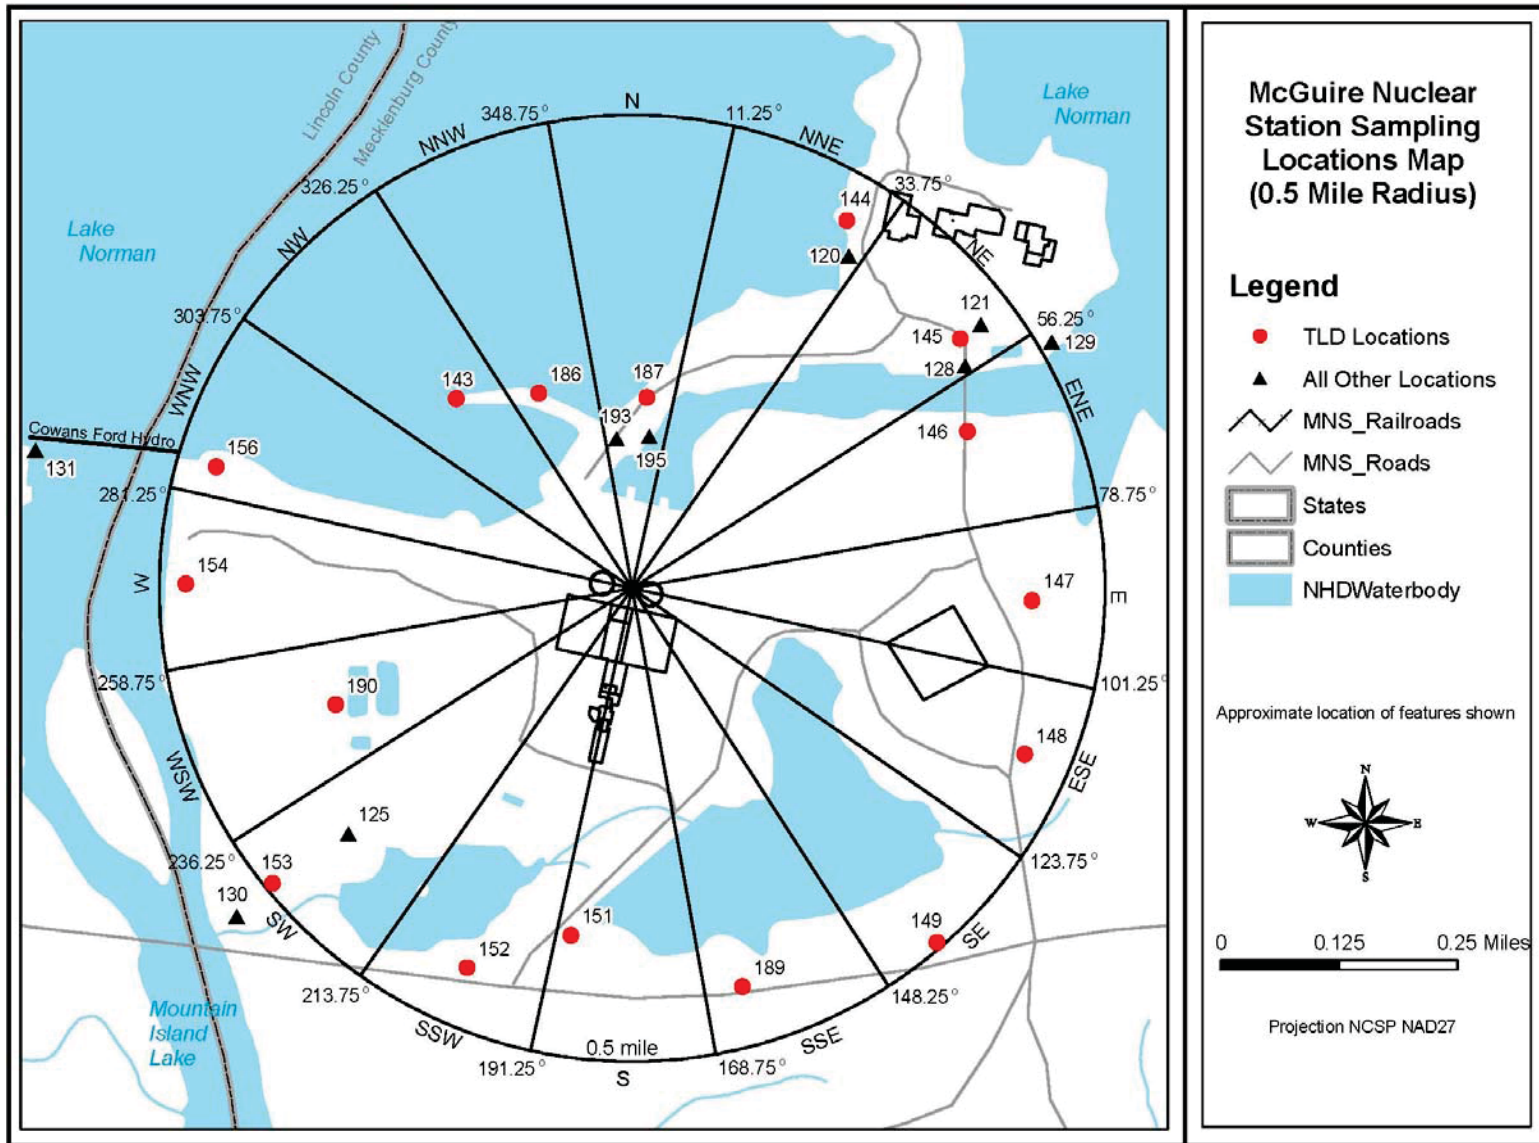 Lincoln County
Mecklenburg County
Lake
Norman
Lake
Norman
N
348.75°
11.25°
NNW
NNE
326.25°
33.75°
144
120
NW
NE
121
303.75°
56.25°
145
129
128
143
186
187
193
195
146
ENE
WNW
Cowans Ford Hydro
131
156
281.25°
78.75°
W
154
147
E
258.75°
101.25°
190
148
WSW
ESE
125
236.25°
123.75°
153
130
SW
151
149
SE
152
189
213.75°
148.25°
SSW
SSE
191.25°
0.5 mile
168.75°
S
Mountain
Island
Lake
McGuire Nuclear
Station Sampling
Locations Map
(0.5 Mile Radius)
Legend
TLD Locations
All Other Locations
MNS_Railroads
MNS_Roads
States
Counties
NHDWaterbody
Approximate location of features shown
N
W
E
S
0
0.125
0.25 Miles
Projection NCSP NAD27